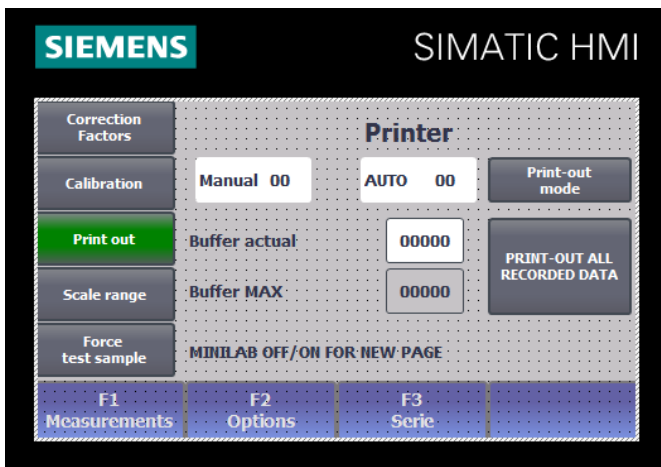 SIEMENS
SIMATIC HMI
Correction
Factors
Printer
Calibration
Manual 00
AUTO 00
Print-out
mode
Print out
Buffer actual
00000
PRINT-OUT ALL
RECORDED DATA
Scale range
Buffer MAX
00000
Force
test sample
MINILAB OFF/ON FOR NEW PAGE
F1
Measurements
F2
Options
F3
Serie